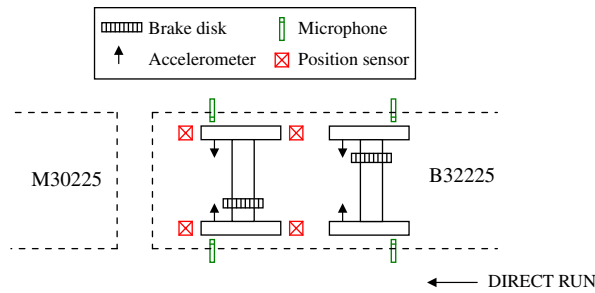 Brake disk
Microphone
Accelerometer
Position sensor
M30225
B32225
DIRECT RUN